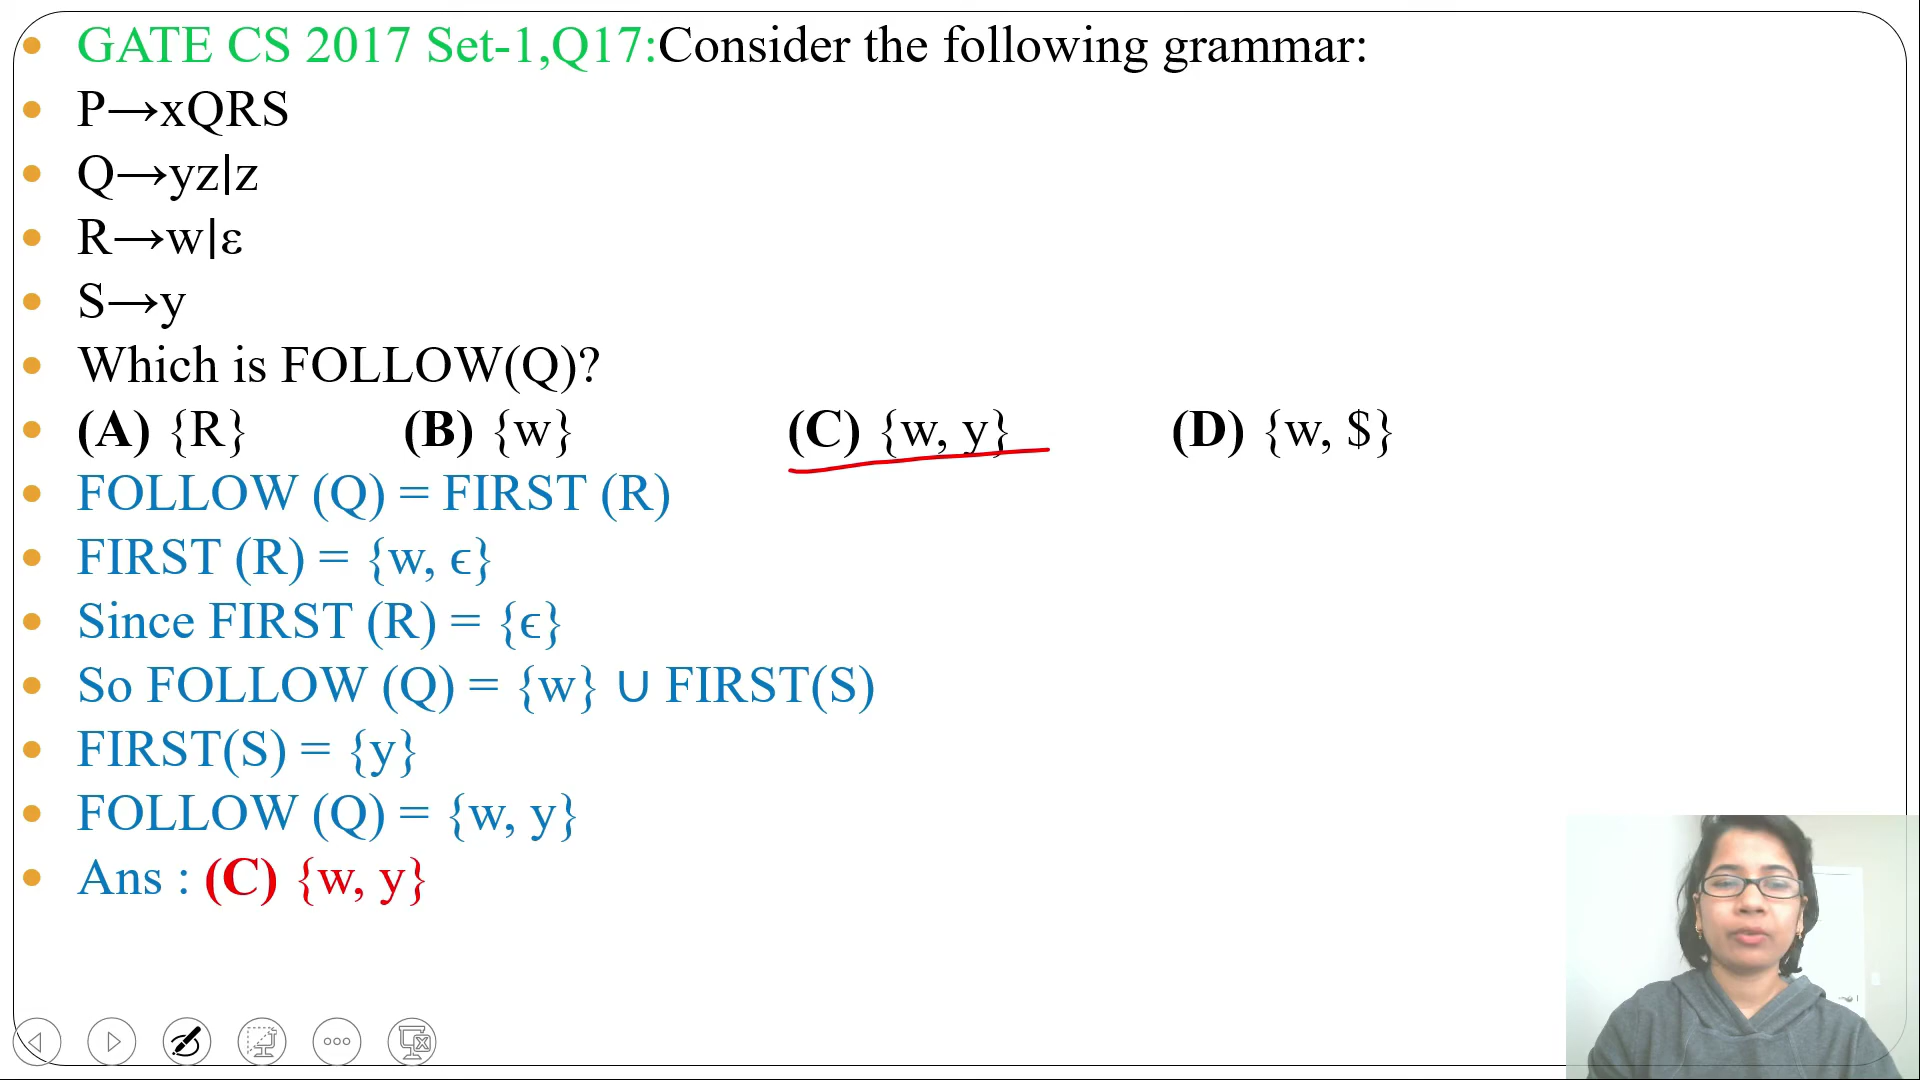 GATE CS 2017 Set-1,Q17:Consider the following grammar:
P→xQRS
Q→yz|z
R→w|ε
S→y
Which is FOLLOW(Q)?
(A) {R} (B) {w} (C) {w, y} (D) {w, $}
FOLLOW (Q) = FIRST (R)
FIRST (R) = {w, ϵ}
Since FIRST (R) = {ϵ}
So FOLLOW (Q) = {w} ∪ FIRST(S)
FIRST(S) = {y}
FOLLOW (Q) = {w, y}
Ans : (C) {w, y}